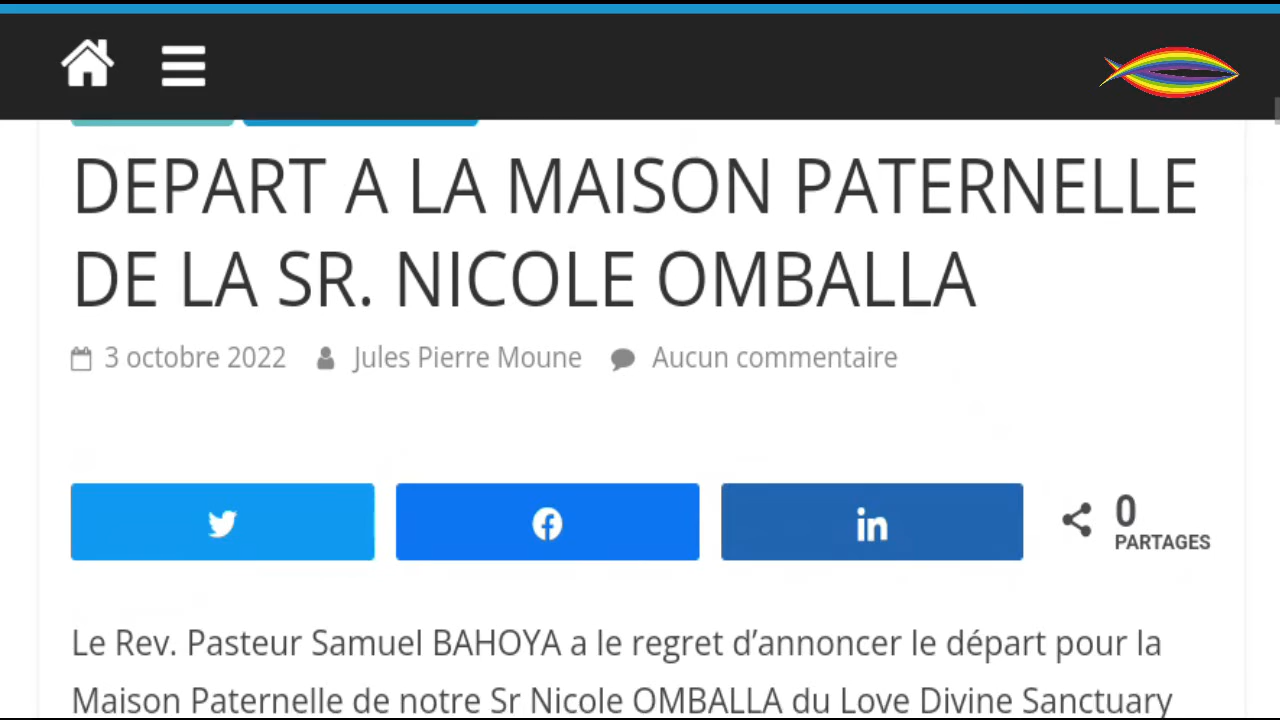 DEPART A LA MAISON PATERNELLE
DE LA SR. NICOLE OMBALLA
3 octobre 2022 Jules Pierre Moune Aucun commentaire
in
0
PARTAGES
Le Rev. Pasteur Samuel BAHOYA a le regret d’annoncer le départ pour la
Maison Paternelle de notre Sr Nicole OMBALLA du Love Divine Sanctuary